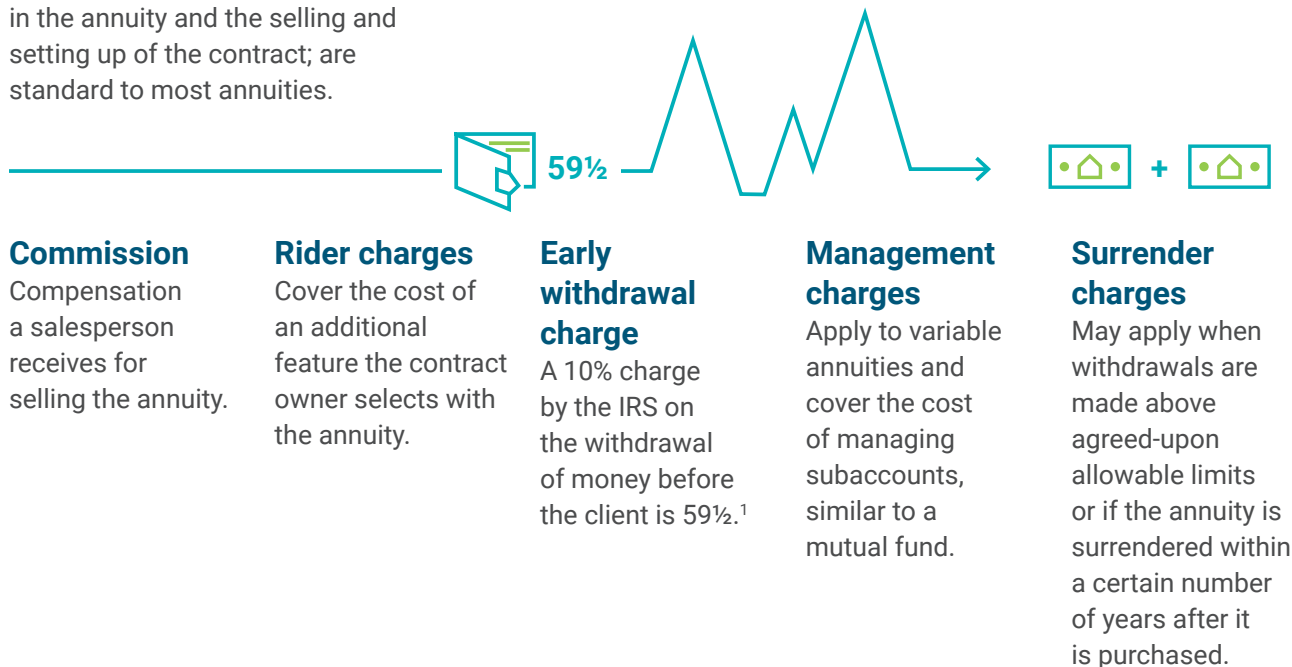 in the annuity and the selling and
setting up of the contract; are
standard to most annuities.
59½
+
Commission
Compensation
a salesperson
receives for
selling the annuity.
Rider charges
Cover the cost of
an additional
feature the contract
owner selects with
the annuity.
Early
withdrawal
charge
A 10% charge
by the IRS on
the withdrawal
of money before
the client is 59½.¹
Management
charges
Apply to variable
annuities and
cover the cost
of managing
subaccounts,
similar to a
mutual fund.
Surrender
charges
May apply when
withdrawals are
made above
agreed-upon
allowable limits
or if the annuity is
surrendered within
a certain number
of years after it
is purchased.